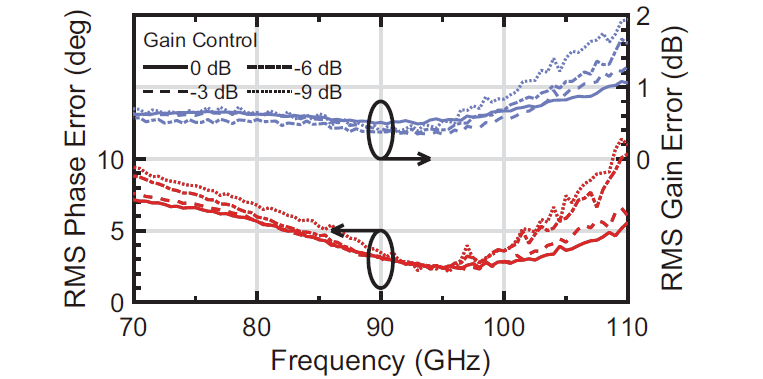 RMS Phase Error (deg)
10
5
0
Gain Control
0 dB
-6 dB
-3 dB
-9 dB
2
1
0
RMS Gain Error (dB)
70
80
90
100
110
Frequency (GHz)